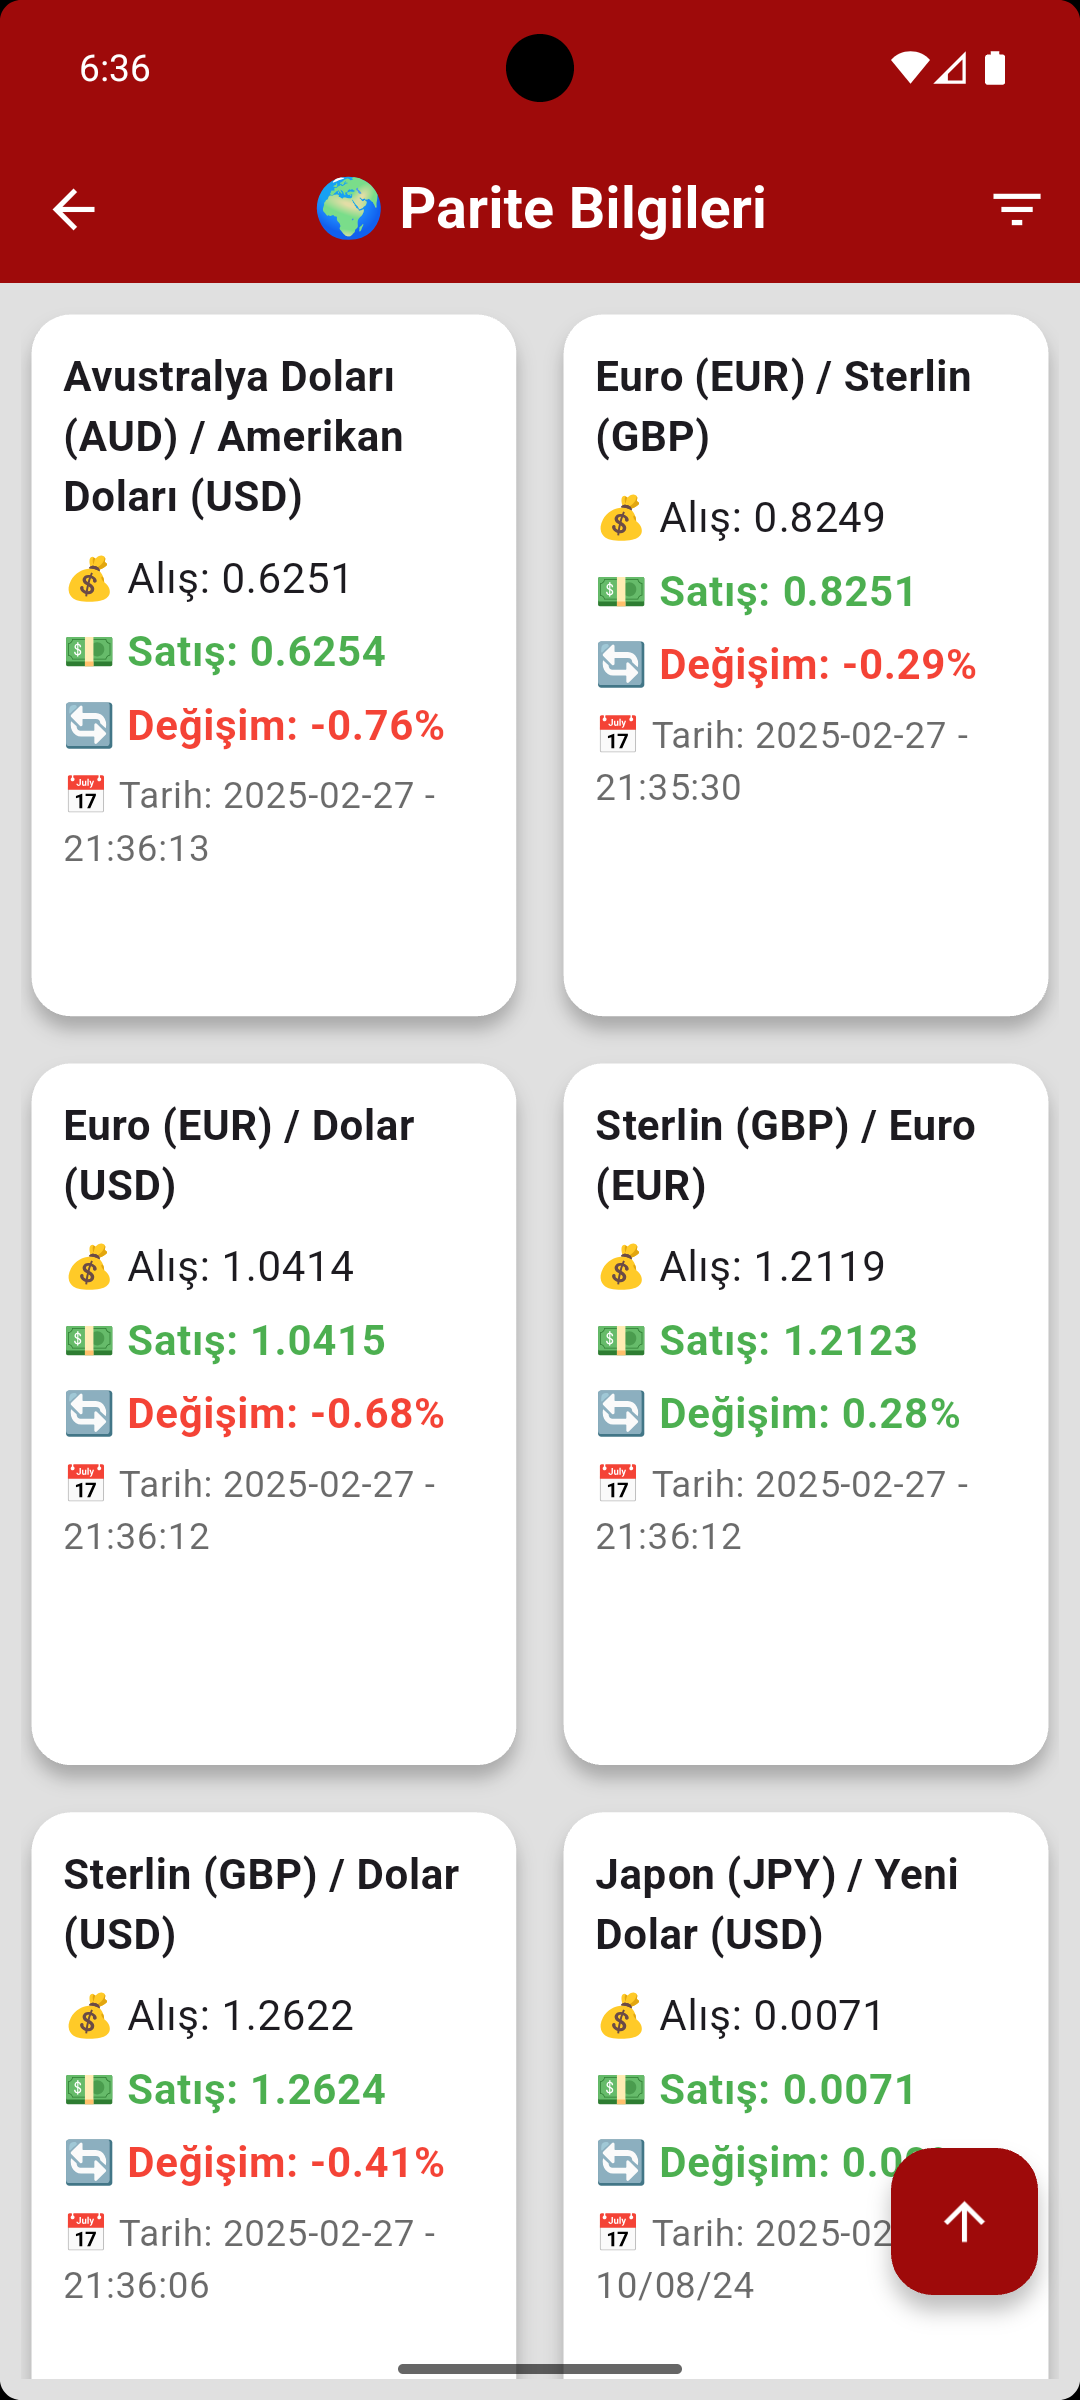 6:36
Parite Bilgileri
Avustralya Doları
(AUD) / Amerikan
Doları (USD)
Alış: 0.6251
Satış: 0.6254
Değişim: -0.76%
Tarih: 2025-02-27 -
21:36:13
Euro (EUR) / Sterlin
(GBP)
Alış: 0.8249
Satış: 0.8251
Değişim: -0.29%
Tarih: 2025-02-27 -
21:35:30
Euro (EUR) / Dolar
(USD)
Alış: 1.0414
Satış: 1.0415
Değişim: -0.68%
Tarih: 2025-02-27 -
21:36:12
Sterlin (GBP) / Euro
(EUR)
Alış: 1.2119
Satış: 1.2123
Değişim: 0.28%
Tarih: 2025-02-27 -
21:36:12
Sterlin (GBP) / Dolar
(USD)
Alış: 1.2622
Satış: 1.2624
Değişim: -0.41%
Tarih: 2025-02-27 -
21:36:06
Japon (JPY) / Yeni
Dolar (USD)
Alış: 0.0071
Satış: 0.0071
Değişim:
Tarih: 2025-02
10/08/24